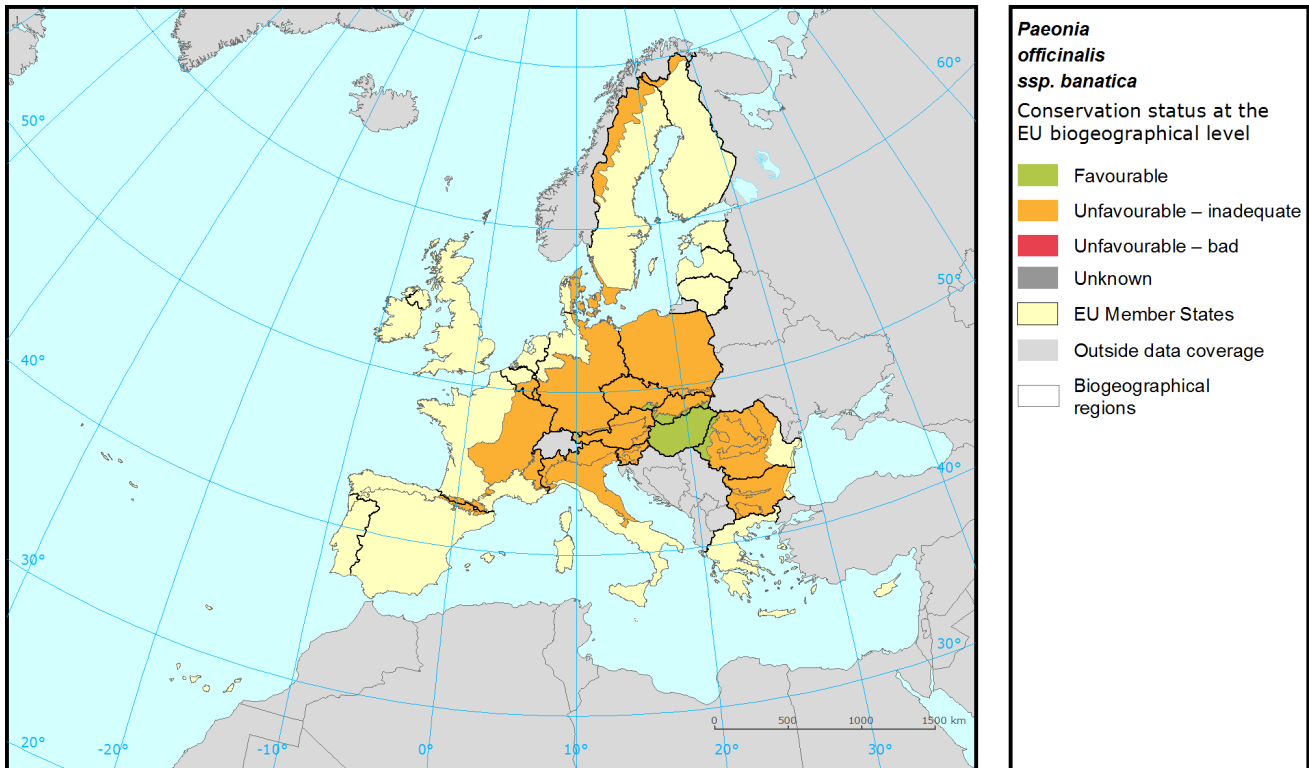 Paeonia
officinalis
ssp. banatica
Conservation status at the
EU biogeographical level
Favourable
Unfavourable – inadequate
Unfavourable – bad
Unknown
EU Member States
Outside data coverage
Biogeographical
regions
60°
50°
50°
40°
40°
30°
30°
0 500 1000 1500 km
20° -20° -10° 0° 10° 20° 30°